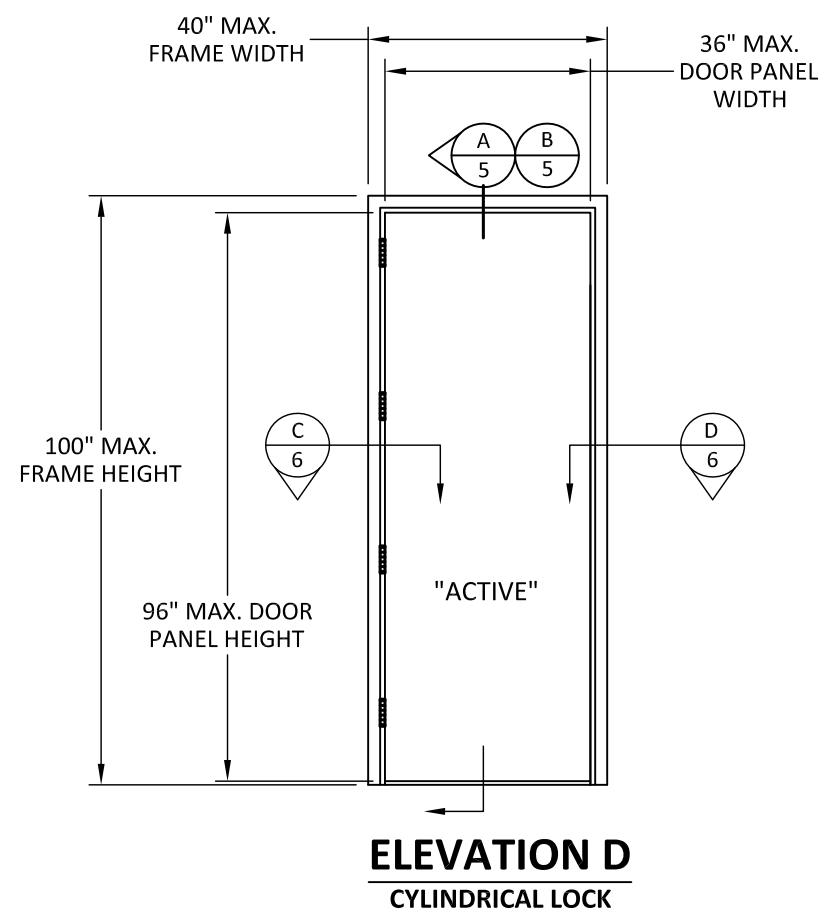 40" MAX.
FRAME WIDTH
36" MAX.
DOOR PANEL
WIDTH
A
5
B
5
100" MAX.
FRAME HEIGHT
C
6
D
6
96" MAX. DOOR
PANEL HEIGHT
"ACTIVE"
ELEVATION D
CYLINDRICAL LOCK